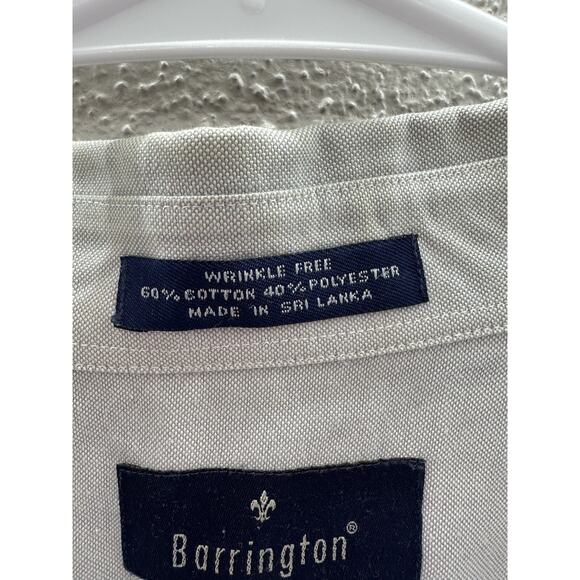 WRINKLE FREE
60% COTTON 40% POLYESTER
MADE IN SRI LANKA
Barrington®